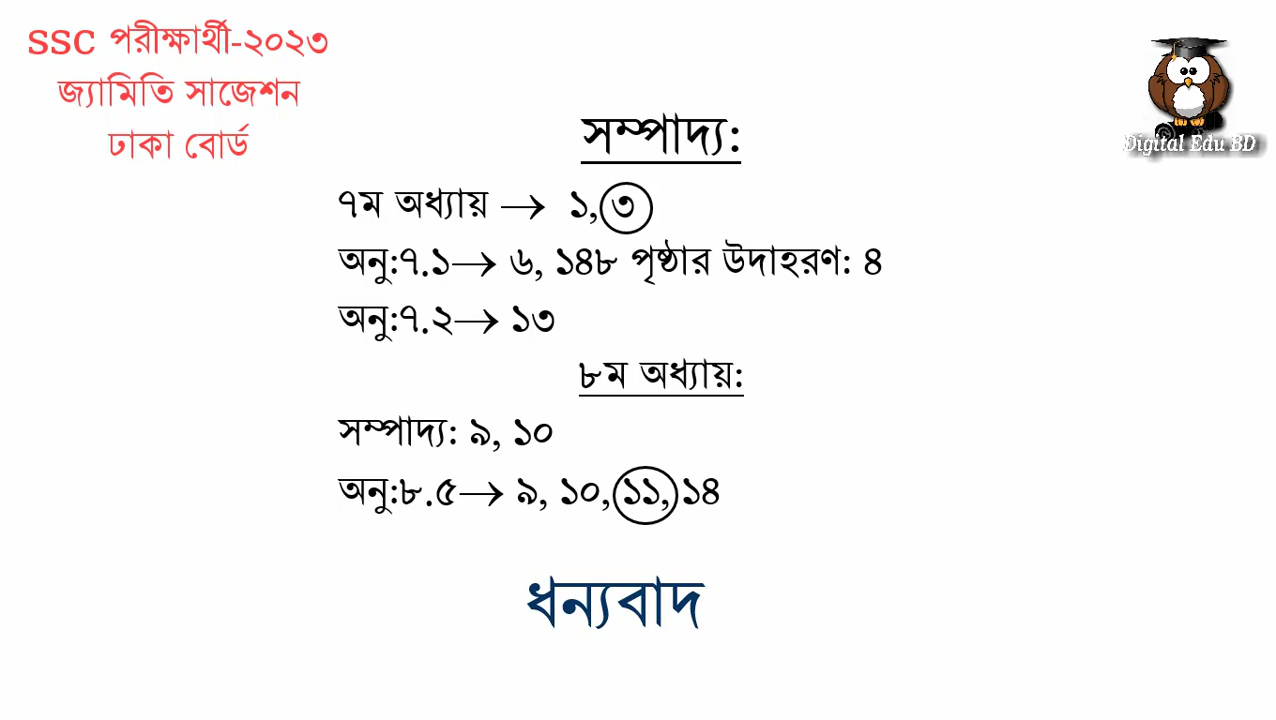 SSC পরীক্ষার্থী-২০২৩
জ্যামিতি সাজেশন
ঢাকা বোর্ড
Digital Edu BD
সম্পাদ্য:
৭ম অধ্যায় → ১, ৩
অনু:৭.১→ ৬, ১৪৮ পৃষ্ঠার উদাহরণ: ৪
অনু:৭.২→ ১৩
৮ম অধ্যায়:
সম্পাদ্য: ৯, ১০
অনু:৮.৫→ ৯, ১০, ১১, ১৪
ধন্যবাদ